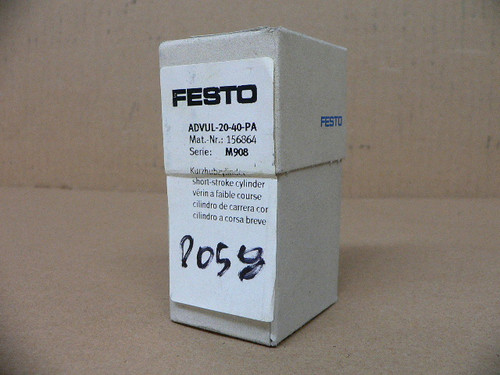 FESTO
ADVUL-20-40-PA
Mat.-Nr.: 156864
Serie: M908
Kurzhubzylinder
short-stroke cylinder
vérin a faible course
cilindro de carrera cor
cilindro a corsa breve
8058
FESTO